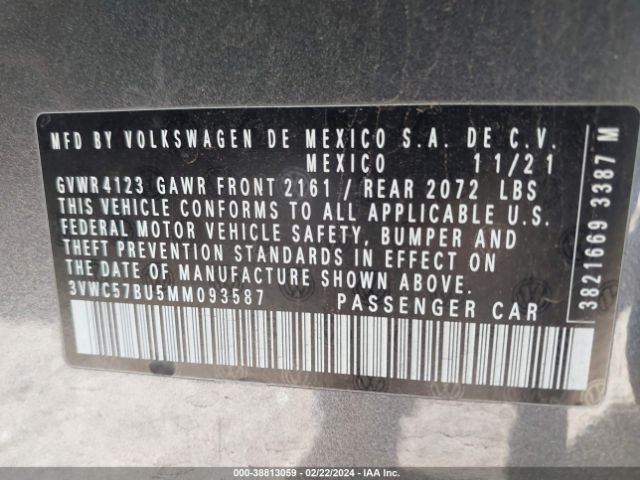 MFD BY VOLKSWAGEN DE MEXICO S.A. DE C.V.
MEXICO 11/21
GVWR 4123 GAWR FRONT 2161 / REAR 2072 LBS
THIS VEHICLE CONFORMS TO ALL APPLICABLE U.S.
FEDERAL MOTOR VEHICLE SAFETY, BUMPER AND
THEFT PREVENTION STANDARDS IN EFFECT ON
THE DATE OF MANUFACTURE SHOWN ABOVE.
3VWC57BU5MM093587 PASSENGER CAR
3821669 3387 M
000-38813059 - 02/22/2024 - IAA Inc.